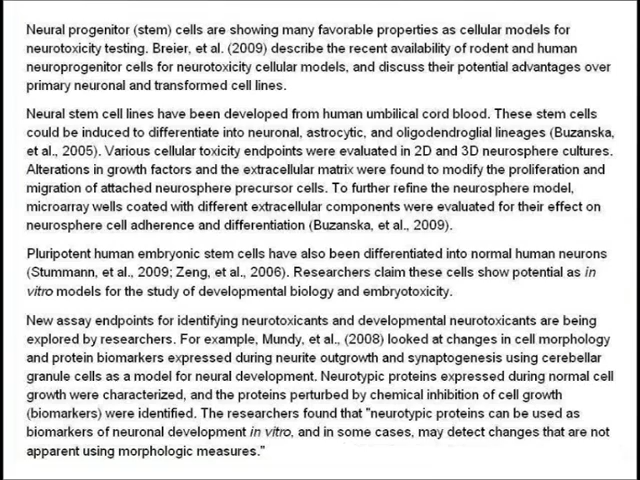 Neural progenitor (stem) cells are showing many favorable properties as cellular models for
neurotoxicity testing. Breier, et al. (2009) describe the recent availability of rodent and human
neuroprogenitor cells for neurotoxicity cellular models, and discuss their potential advantages over
primary neuronal and transformed cell lines.
Neural stem cell lines have been developed from human umbilical cord blood. These stem cells
could be induced to differentiate into neuronal, astrocytic, and oligodendroglial lineages (Buzanska,
et al., 2005). Various cellular toxicity endpoints were evaluated in 2D and 3D neurosphere cultures.
Alterations in growth factors and the extracellular matrix were found to modify the proliferation and
migration of attached neurosphere precursor cells. To further refine the neurosphere model,
microarray wells coated with different extracellular components were evaluated for their effect on
neurosphere cell adherence and differentiation (Buzanska, et al., 2009).
Pluripotent human embryonic stem cells have also been differentiated into normal human neurons
(Stummann, et al., 2009; Zeng, et al., 2006). Researchers claim these cells show potential as in
vitro models for the study of developmental biology and embryotoxicity.
New assay endpoints for identifying neurotoxicants and developmental neurotoxicants are being
explored by researchers. For example, Mundy, et al., (2008) looked at changes in cell morphology
and protein biomarkers expressed during neurite outgrowth and synaptogenesis using cerebellar
granule cells as a model for neural development. Neurotypic proteins expressed during normal cell
growth were characterized, and the proteins perturbed by chemical inhibition of cell growth
(biomarkers) were identified. The researchers found that "neurotypic proteins can be used as
biomarkers of neuronal development in vitro, and in some cases, may detect changes that are not
apparent using morphologic measures."